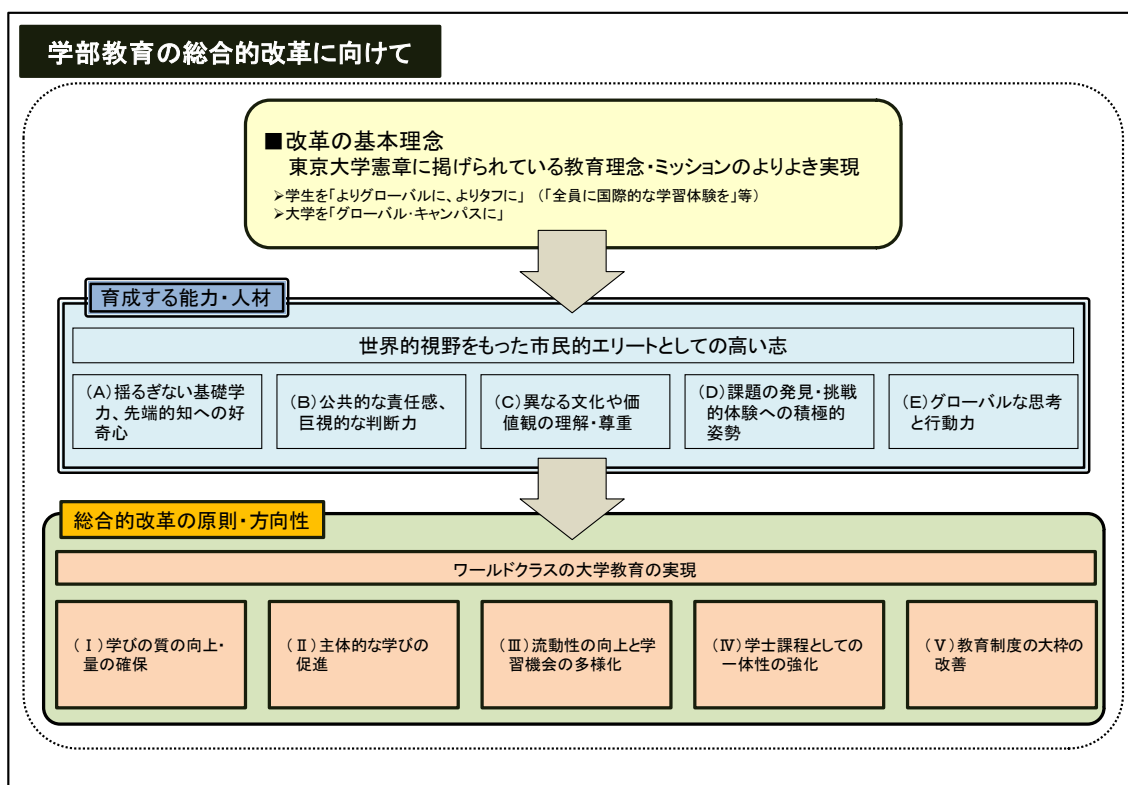 学部教育の総合的改革に向けて
■改革の基本理念
東京大学憲章に掲げられている教育理念・ミッションのよりよき実現
➢学生を「よりグローバルに、よりタフに」 (「全員に国際的な学習体験を」等)
➢大学を「グローバル・キャンパスに」
育成する能力・人材
世界的視野をもった市民的エリートとしての高い志
(A)揺るぎない基礎学
力、先端的知への好
奇心
(B)公共的な責任感、
巨視的な判断力
(C)異なる文化や価
値観の理解・尊重
(D)課題の発見・挑戦
的体験への積極的
姿勢
(E)グローバルな思考
と行動力
総合的改革の原則・方向性
ワールドクラスの大学教育の実現
(Ⅰ)学びの質の向上・
量の確保
(Ⅱ)主体的な学びの
促進
(Ⅲ)流動性の向上と学
習機会の多様化
(Ⅳ)学士課程としての
一体性の強化
(Ⅴ)教育制度の大枠の
改善